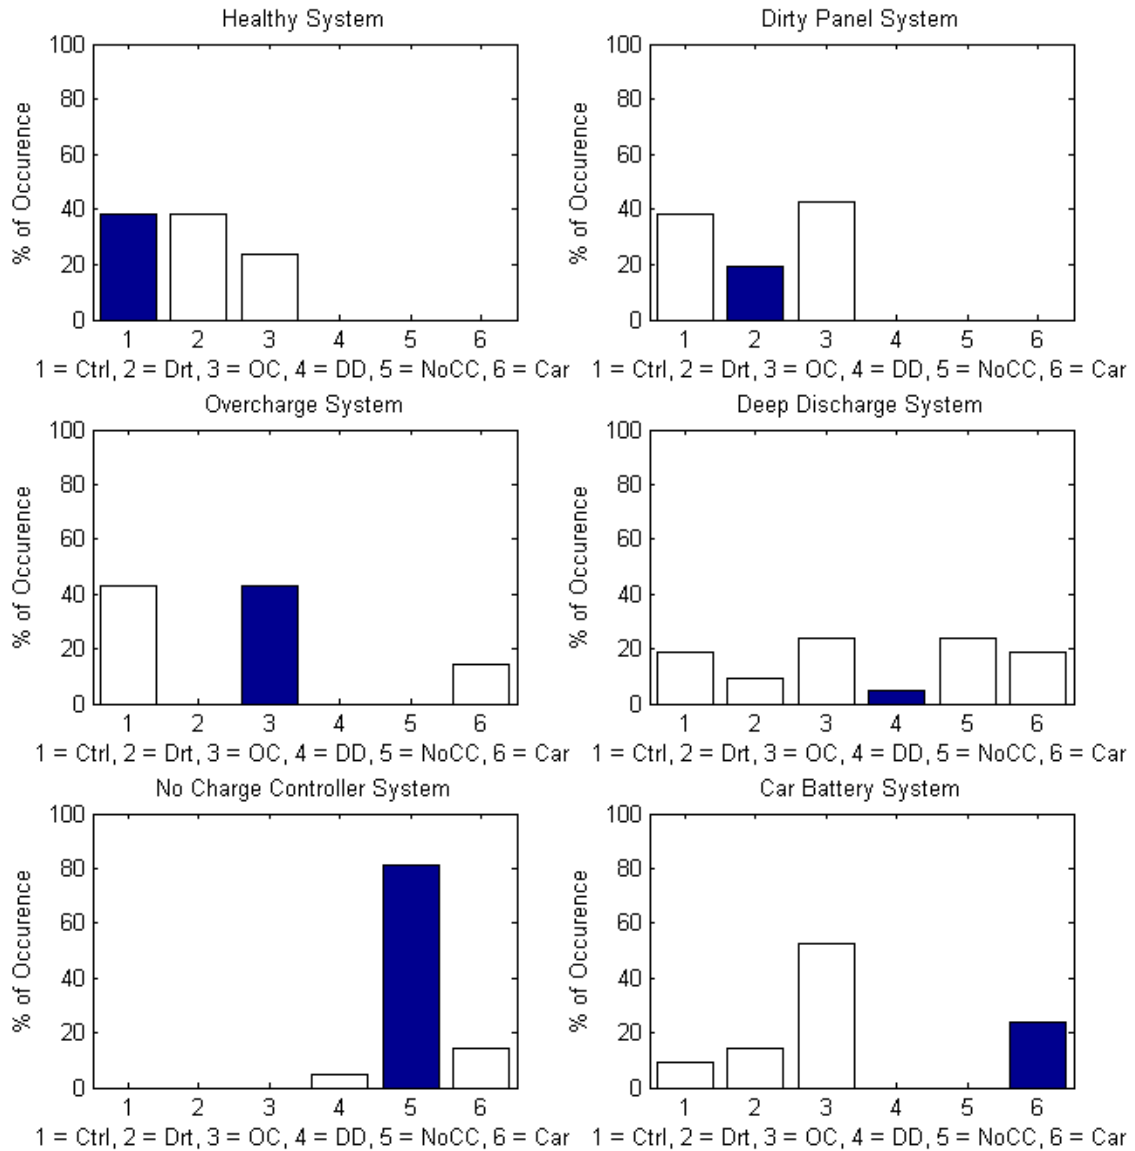 Healthy System
% of Occurence
100
80
60
40
20
0
1 2 3 4 5 6
1 = Ctrl, 2 = Drt, 3 = OC, 4 = DD, 5 = NoCC, 6 = Car
Dirty Panel System
% of Occurence
100
80
60
40
20
0
1 2 3 4 5 6
1 = Ctrl, 2 = Drt, 3 = OC, 4 = DD, 5 = NoCC, 6 = Car
Overcharge System
% of Occurence
100
80
60
40
20
0
1 2 3 4 5 6
1 = Ctrl, 2 = Drt, 3 = OC, 4 = DD, 5 = NoCC, 6 = Car
Deep Discharge System
% of Occurence
100
80
60
40
20
0
1 2 3 4 5 6
1 = Ctrl, 2 = Drt, 3 = OC, 4 = DD, 5 = NoCC, 6 = Car
No Charge Controller System
% of Occurence
100
80
60
40
20
0
1 2 3 4 5 6
1 = Ctrl, 2 = Drt, 3 = OC, 4 = DD, 5 = NoCC, 6 = Car
Car Battery System
% of Occurence
100
80
60
40
20
0
1 2 3 4 5 6
1 = Ctrl, 2 = Drt, 3 = OC, 4 = DD, 5 = NoCC, 6 = Car